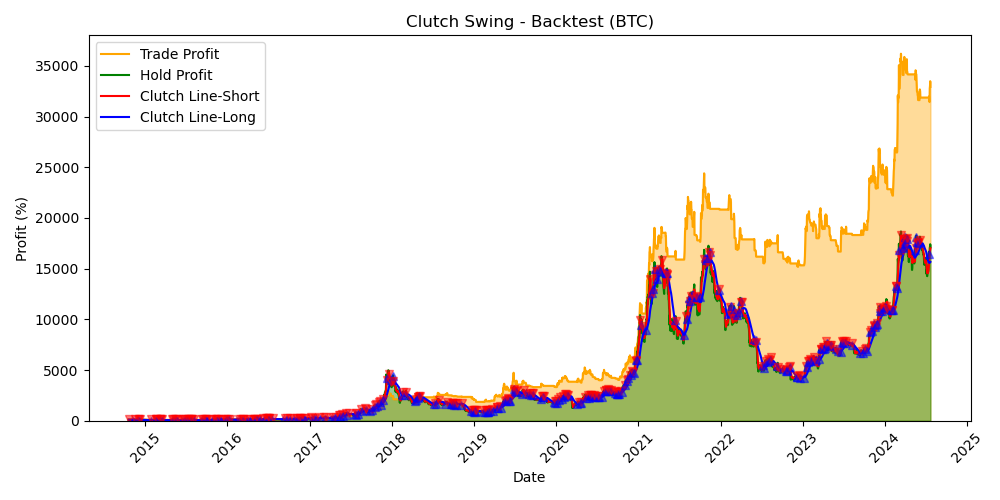 Clutch Swing - Backtest (BTC)
Trade Profit
Hold Profit
Clutch Line-Short
Clutch Line-Long
Profit (%)
35000
30000
25000
20000
15000
10000
5000
0
2015
2016
2017
2018
2019
2020
2021
2022
2023
2024
2025
Date